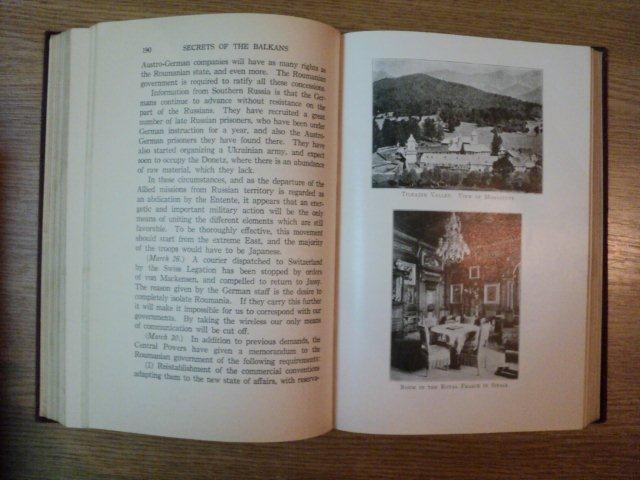 190 SECRETS OF THE BALKANS
Austro-German companies will have as many rights as
the Roumanian state, and even more. The Roumanian
government is required to ratify all these concessions.
Information from Southern Russia is that the Ger-
mans continue to advance without resistance on the
part of the Russians. They have recruited a great
number of late Russian prisoners, who have been under
German instruction for a year, and also the Austro-
German prisoners they have found there. They have
also started organizing a Ukrainian army, and expect
soon to occupy the Donetz, where there is an abundance
of raw material, which they lack.
In these circumstances, and as the departure of the
Allied missions from Russian territory is regarded as
an abdication by the Entente, it appears that an ener-
getic and important military action will be the only
means of uniting the different elements which are still
favorable. To be thoroughly effective, this movement
should start from the extreme East, and the majority
of the troops would have to be Japanese.
(March 26.) A courier dispatched to Switzerland
by the Swiss Legation has been stopped by orders
of von Mackensen, and compelled to return to Jassy.
The reason given by the German staff is the desire to
completely isolate Roumania. If they carry this further
it will make it impossible for us to correspond with our
governments. By taking the wireless our only means
of communication will be cut off.
(March 20.) In addition to previous demands, the
Central Powers have given a memorandum to the
Roumanian government of the following requirements:
(1) Reistablishment of the commercial conventions
adapting them to the new state of affairs, with reserva-
Valley. View of Monastery
Room in the Royal Palace in Sinaia